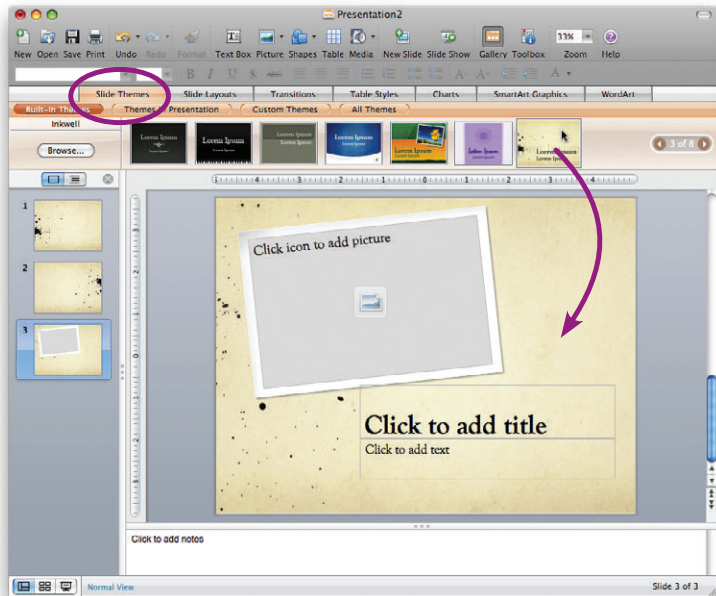 Presentation2
New Open Save Print Undo Redo Format Text Box Picture Shapes Table Media New Slide Slide Show Gallery Toolbox Zoom Help
33%
B I U S ABC
Slide Themes Slide Layouts Transitions Table Styles Charts SmartArt Graphics WordArt
Built-in Themes Themes in Presentation Custom Themes All Themes
Inkwell
Browse...
Lorem Ipsum
Lorem Ipsum
Lorem Ipsum
Lorem Ipsum
Lorem Ipsum
Lorem Ipsum
Lorem Ipsum
3 of 8
1
2
3
Click icon to add picture
Click to add title
Click to add text
Click to add notes
Normal View
Slide 3 of 3